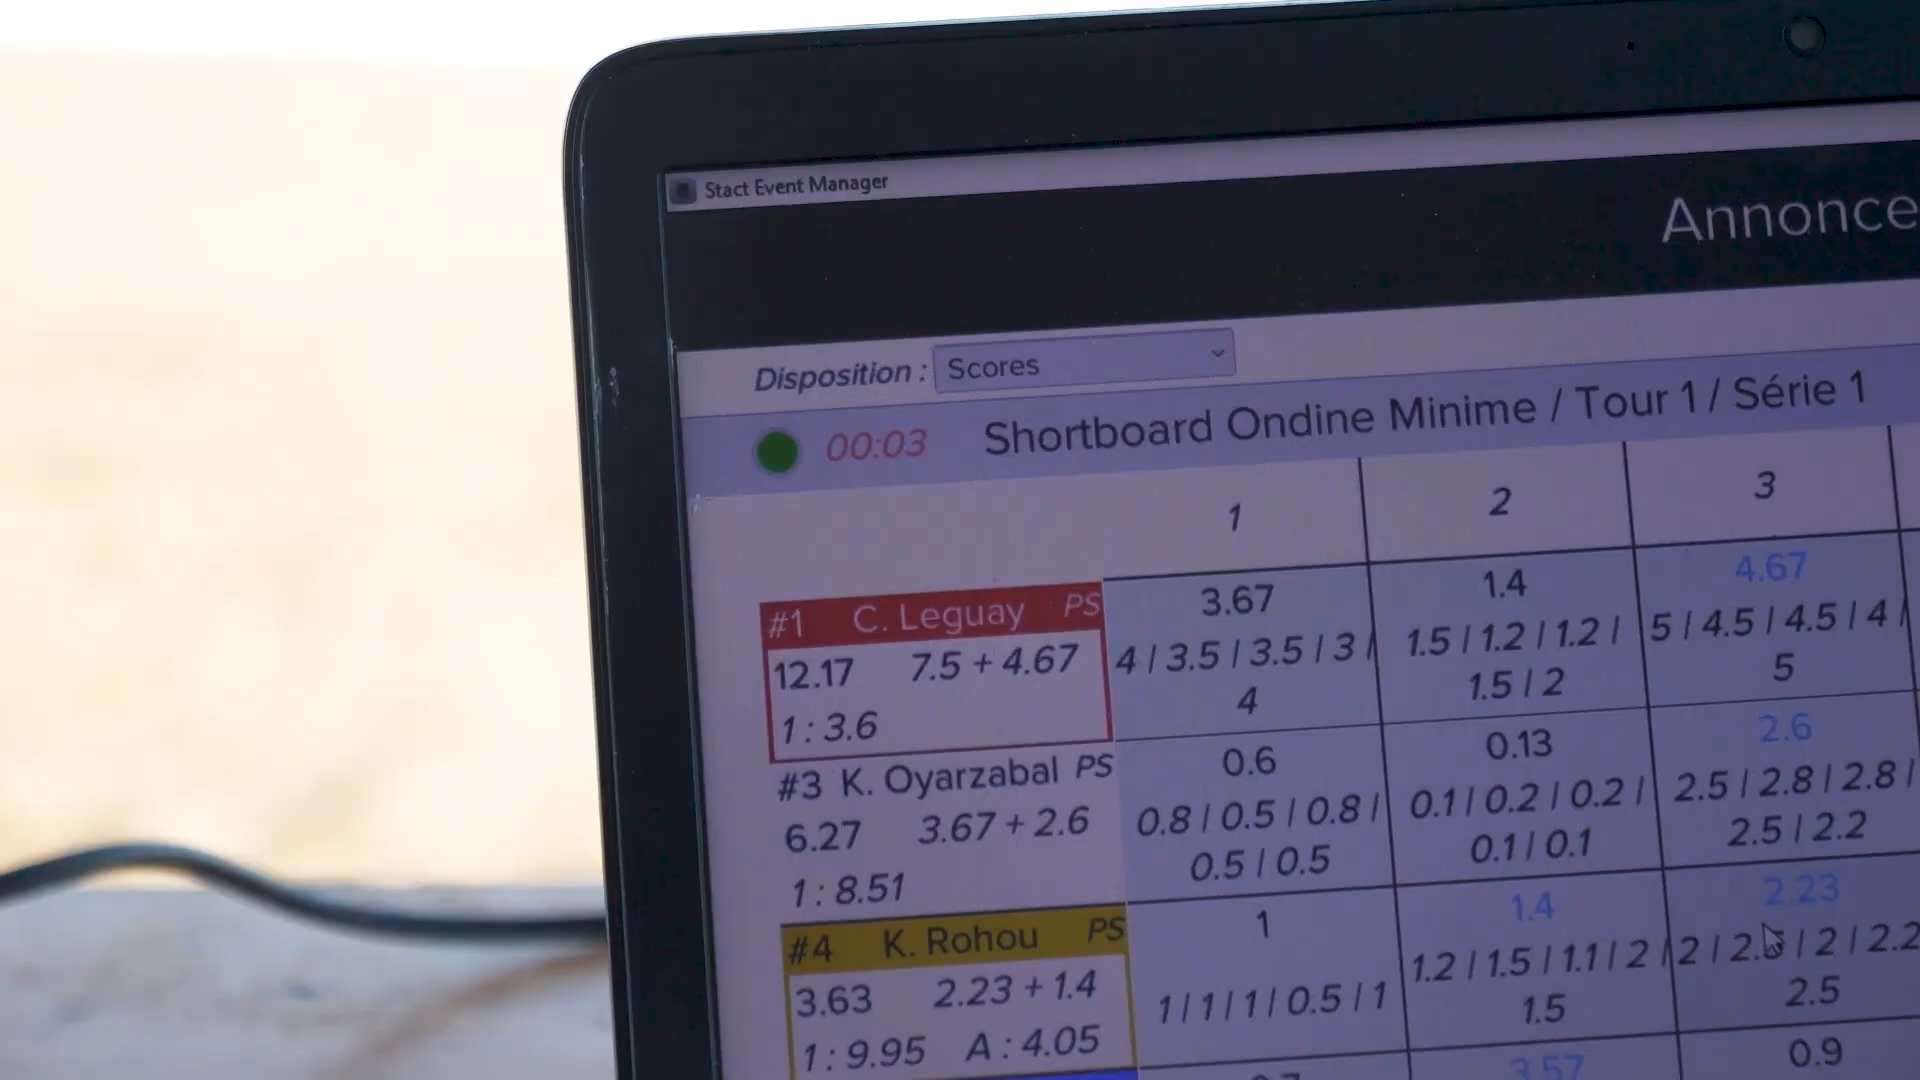 Stact Event Manager
Annonce
Disposition : Scores
00:03 Shortboard Ondine Minime / Tour 1 / Série 1
1 2 3
#1 C. Leguay PS
12.17 7.5 + 4.67
1 : 3.6
3.67
4 / 3.5 / 3.5 / 3 /
4
1.4
1.5 / 1.2 / 1.2 /
1.5 / 2
4.67
5 / 4.5 / 4.5 / 4 /
5
#3 K. Oyarzabal PS
6.27 3.67 + 2.6
1 : 8.51
0.6
0.8 / 0.5 / 0.8 /
0.5 / 0.5
0.13
0.1 / 0.2 / 0.2 /
0.1 / 0.1
2.6
2.5 / 2.8 / 2.8 /
2.5 / 2.2
#4 K. Rohou PS
3.63 2.23 + 1.4
1 : 9.95 A : 4.05
1
1 / 1 / 1 / 0.5 / 1
1.4
1.2 / 1.5 / 1.1 / 2 /
1.5
2.23
2 / / 2 / 2.2
2.5
3.57
0.9